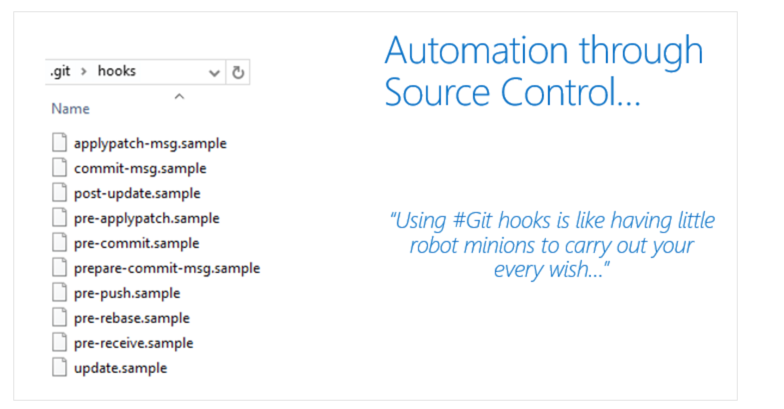 .git > hooks
Name
applypatch-msg.sample
commit-msg.sample
post-update.sample
pre-applypatch.sample
pre-commit.sample
prepare-commit-msg.sample
pre-push.sample
pre-rebase.sample
pre-receive.sample
update.sample
Automation through
Source Control...
"Using #Git hooks is like having little
robot minions to carry out your
every wish..."